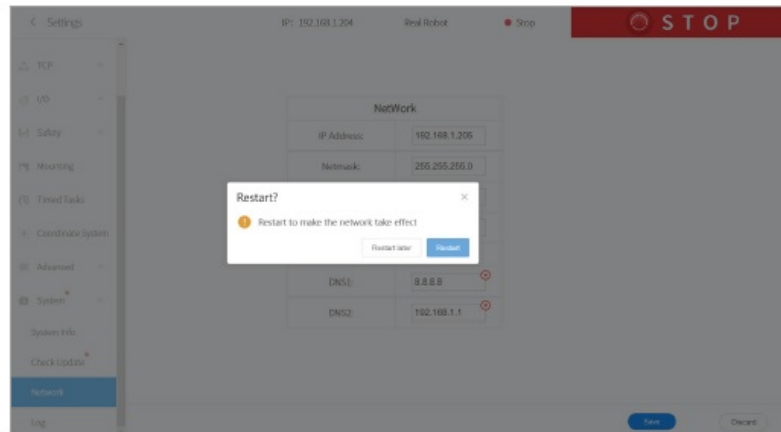 Settings
IP: 192.168.1.204
Real Robot
Stop
STOP
TCP
I/O
Safety
Mounting
Timed Tasks
Coordinate System
Advanced
System
System Info
Check Update
Network
Log
NetWork
IP Address: 192.168.1.206
Netmask: 255.255.255.0
Restart?
Restart to make the network take effect
Restart later
Restart
DNS1: 8.8.8.8
DNS2: 192.168.1.1
Save
Discard